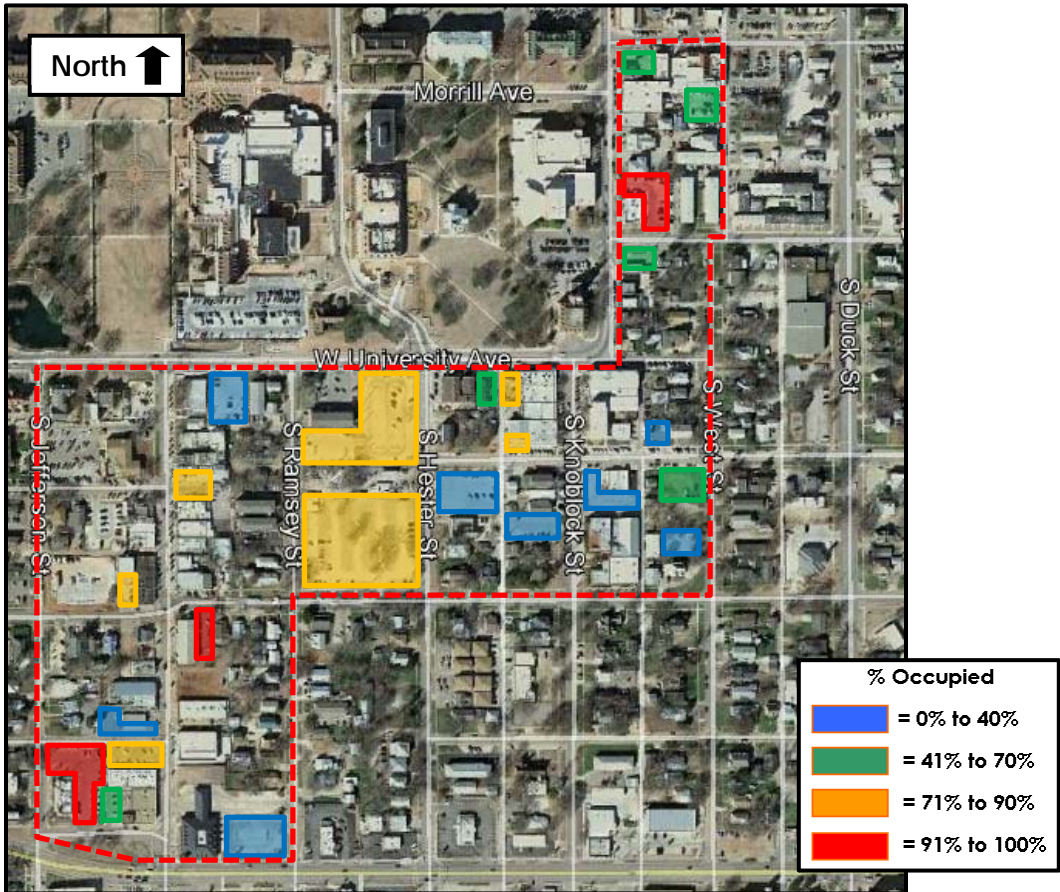 North
Morrill Ave
W University Ave
S Duck St
S West St
S Jefferson St
S Ramsey St
S Hester St
S Knoblock St
% Occupied
= 0% to 40%
= 41% to 70%
= 71% to 90%
= 91% to 100%